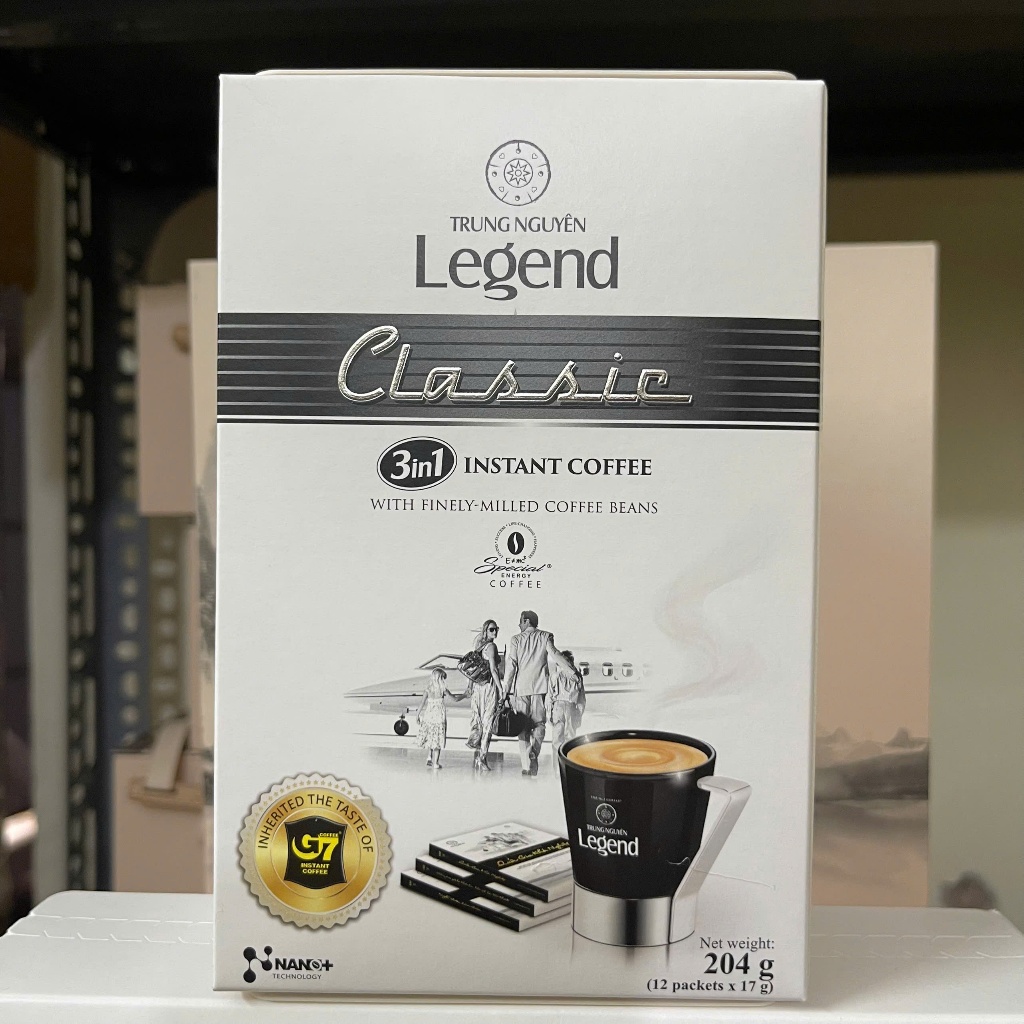 TRUNG NGUYÊN
Legend
Classic
3in1 INSTANT COFFEE
WITH FINELY-MILLED COFFEE BEANS
Special®
ENERGY
COFFEE
INHERITED THE TASTE OF
COFFEE
G7
INSTANT
COFFEE
TRUNG NGUYÊN
Legend
NANO+
TECHNOLOGY
Net weight:
204 g
(12 packets x 17 g)